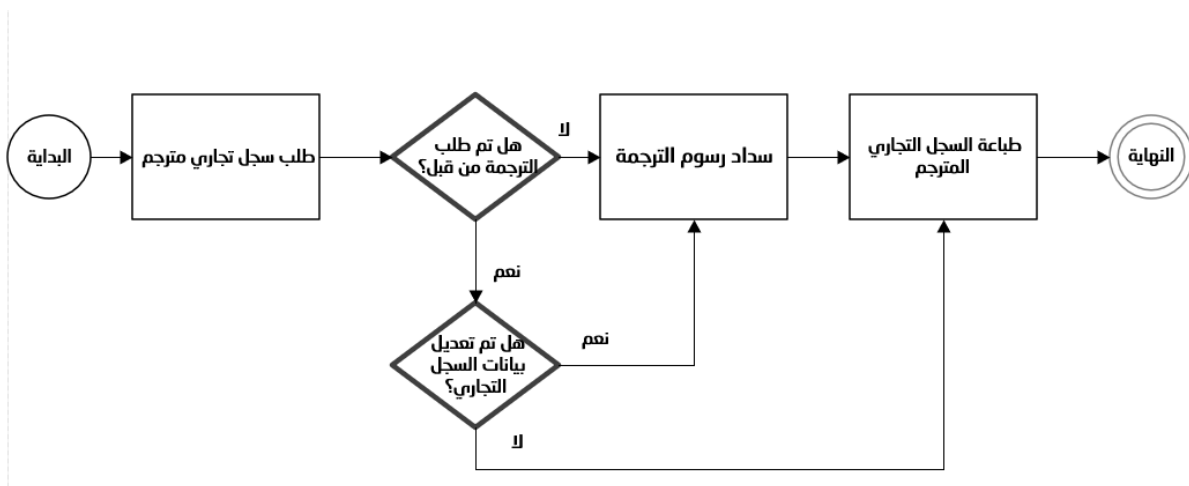 البداية
طلب سجل تجاري مترجم
هل تم طلب
الترجمة من قبل؟
لا
سداد رسوم الترجمة
طباعة السجل التجاري
المترجم
النهاية
نعم
هل تم تعديل
بيانات السجل
التجاري؟
نعم
لا